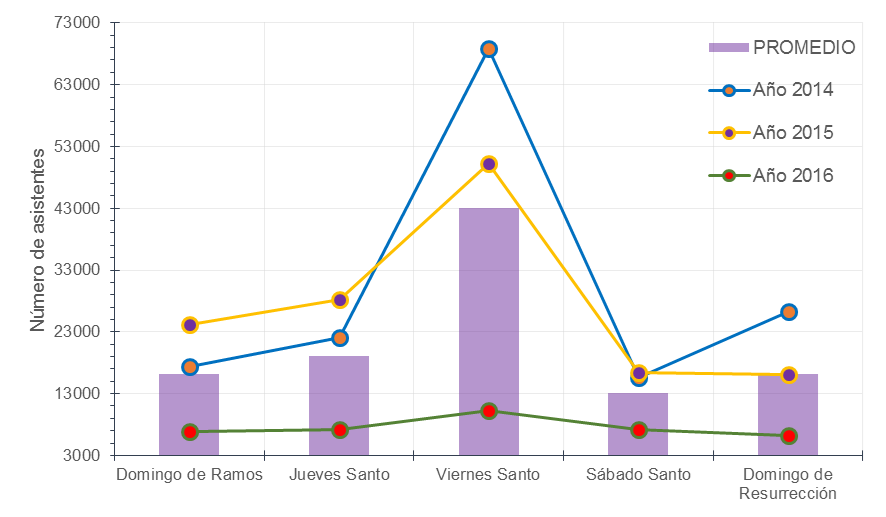 73000
63000
53000
43000
33000
23000
13000
3000
Número de asistentes
PROMEDIO
Año 2014
Año 2015
Año 2016
Domingo de Ramos
Jueves Santo
Viernes Santo
Sábado Santo
Domingo de
Resurrección